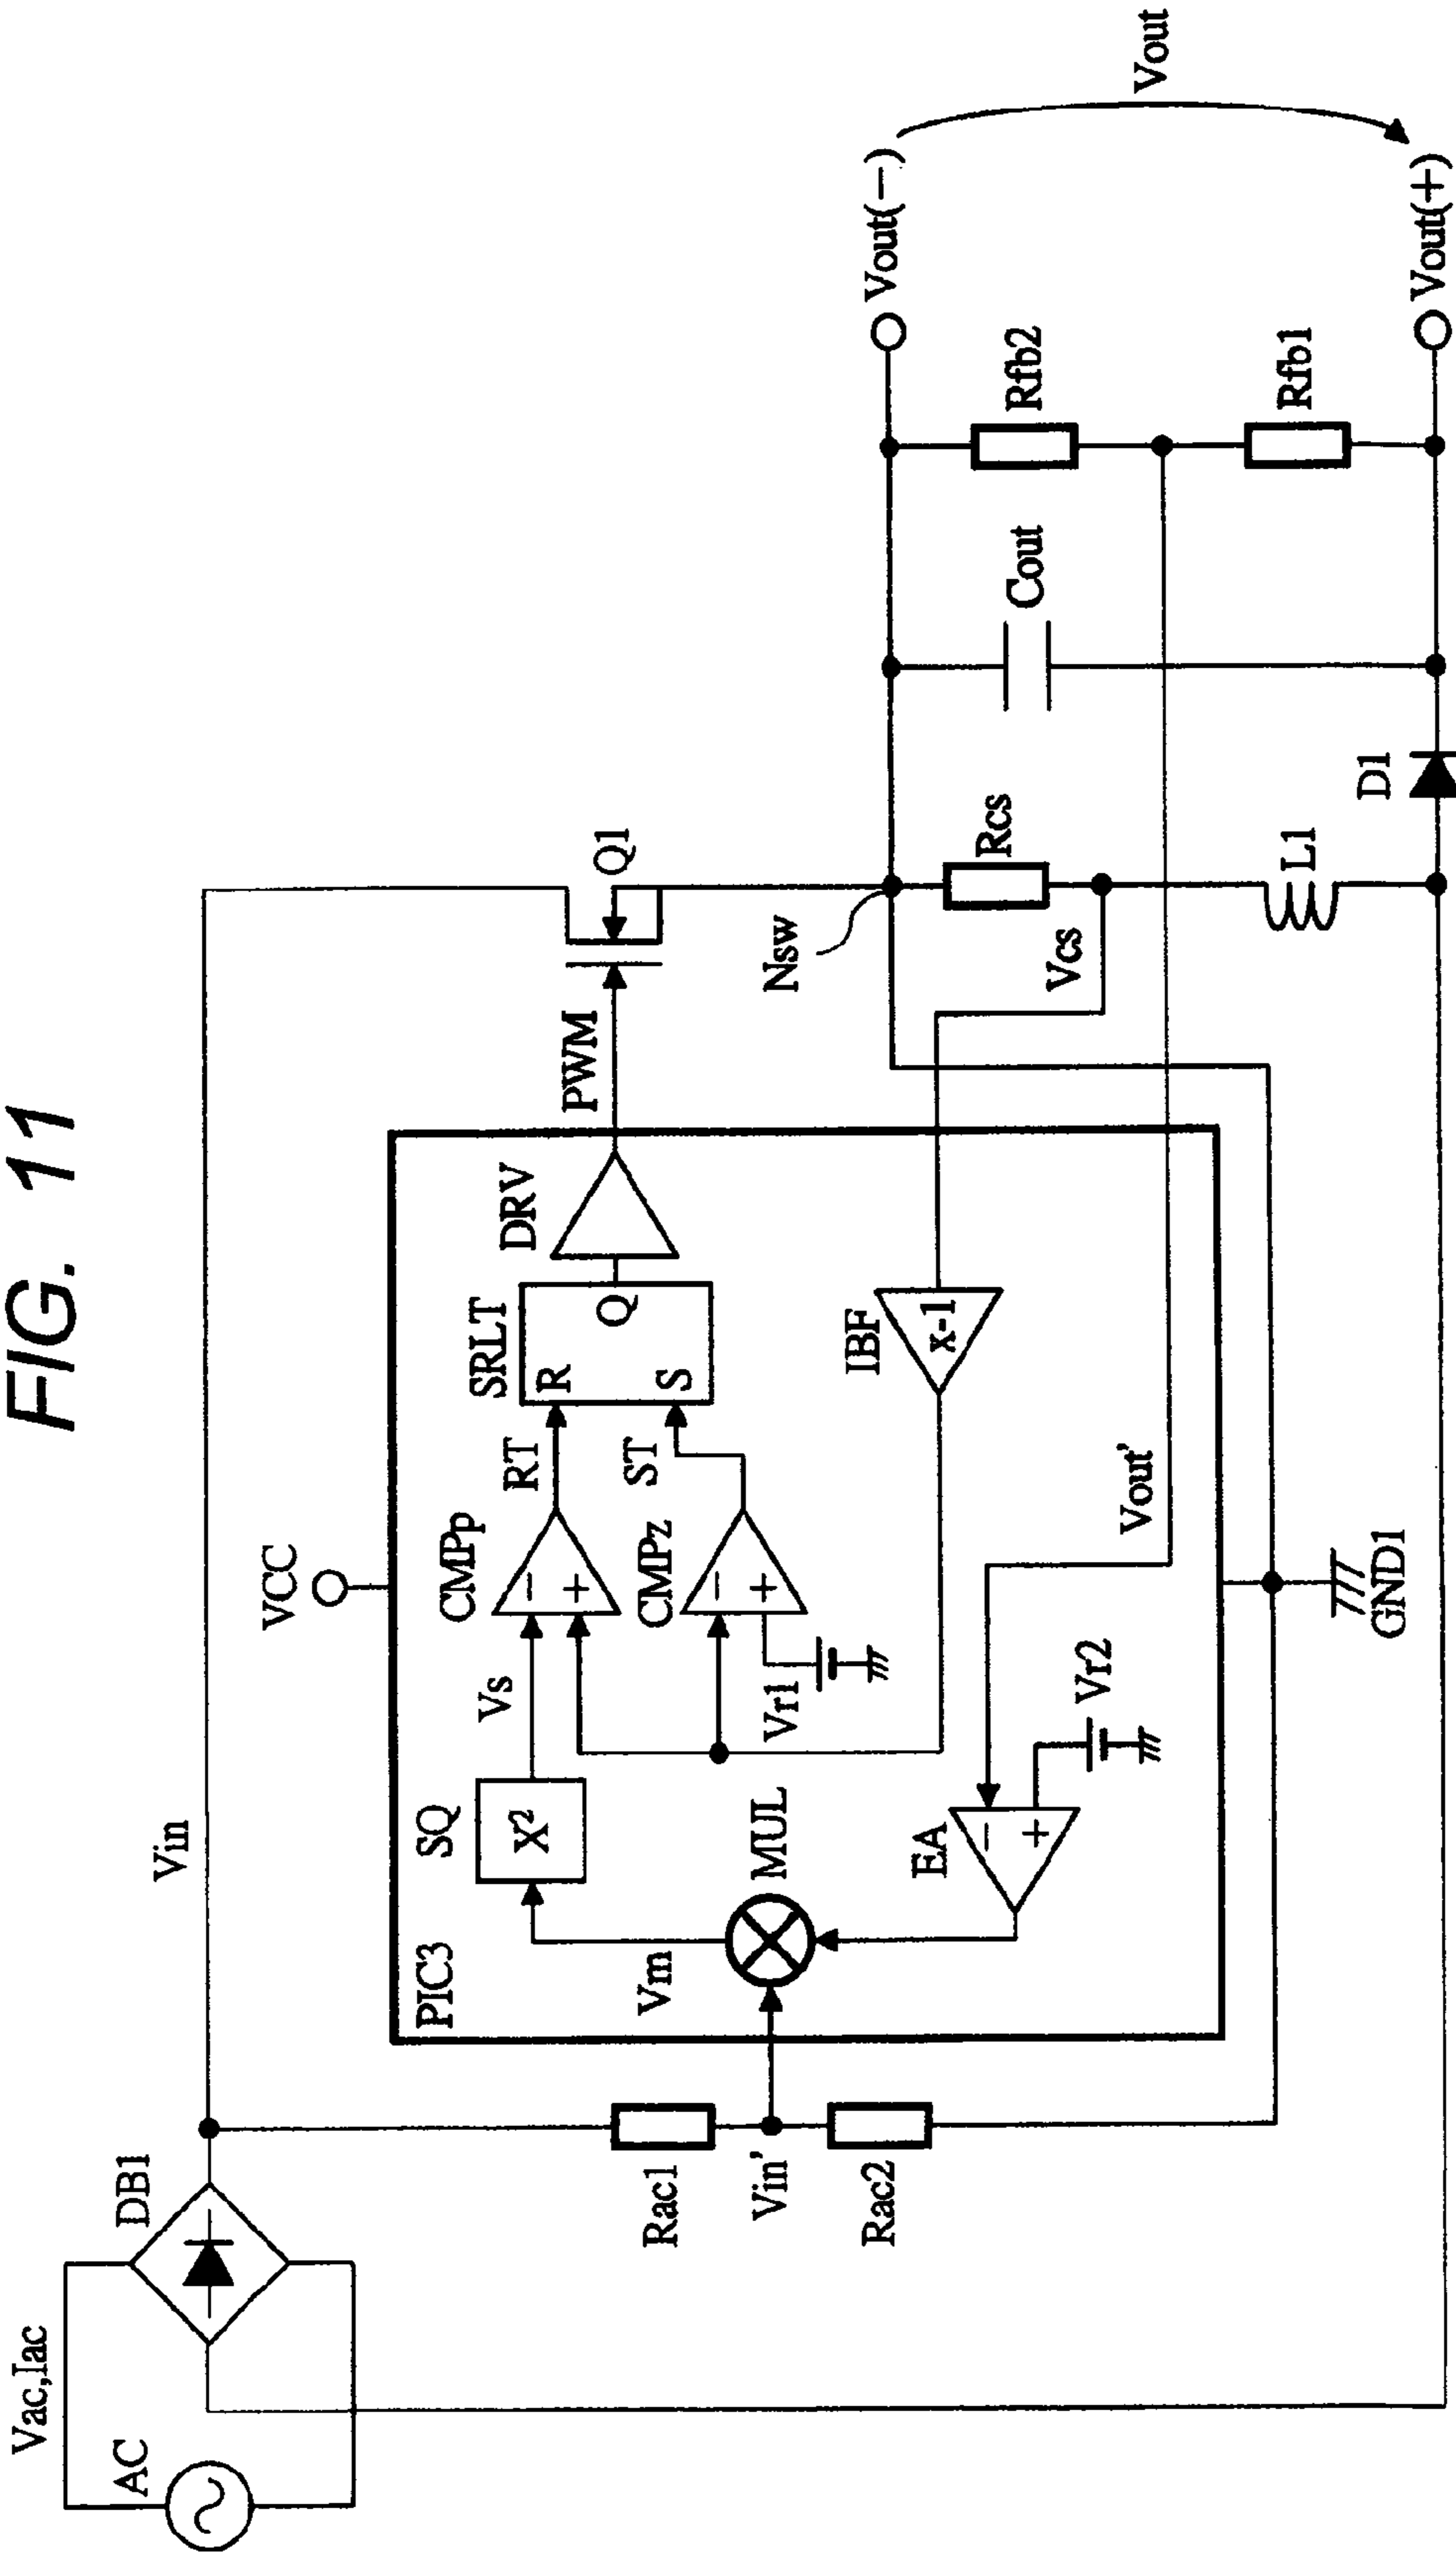 FIG. 11
Vac,Iac
AC
DB1
Vin
VCC
PIC3
SQ
X²
Vs
CMPp
−
+
RT
SRLT
R
S
Q
DRV
PWM
Q1
Vm
MUL
CMPz
−
+
ST
Vr1
Rac1
Vin'
Rac2
EA
−
+
Vr2
IBF
x-1
Vout'
Nsw
Vcs
Rcs
Cout
Rfb2
Rfb1
L1
D1
GND1
Vout(−)
Vout
Vout(+)